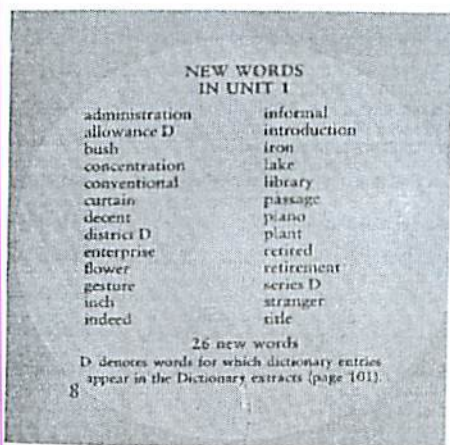 NEW WORDS
IN UNIT 1
administration
allowance D
bush
concentration
conventional
curtain
decent
district D
enterprise
flower
gesture
inch
indeed
informal
introduction
iron
lake
library
passage
piano
plant
retired
retirement
series D
stranger
title
26 new words
D denotes words for which dictionary entries
appear in the Dictionary extracts (page 101).
8